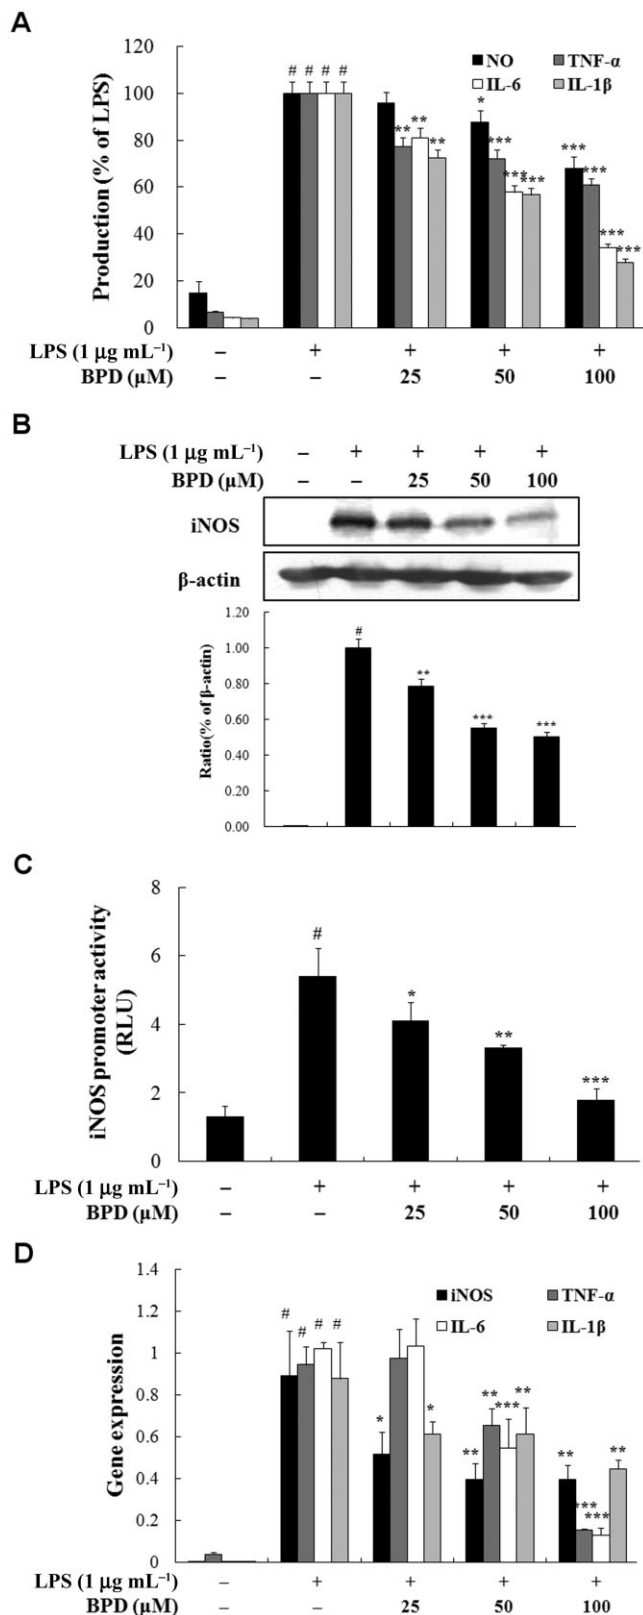 A
Production (% of LPS)
120
100
80
60
40
20
0
NO TNF-α
IL-6 IL-1β
# # # #
** ** **
* *** *** ***
*** *** *** ***
LPS (1 μg mL⁻¹) – + + + +
BPD (μM) – – 25 50 100
B
LPS (1 μg mL⁻¹) – + + + +
BPD (μM) – – 25 50 100
iNOS
β-actin
Ratio(% of β-actin)
1.20
1.00
0.80
0.60
0.40
0.20
0.00
# ** *** ***
C
iNOS promoter activity
(RLU)
8
6
4
2
0
# * ** ***
LPS (1 μg mL⁻¹) – + + + +
BPD (μM) – – 25 50 100
D
Gene expression
1.4
1.2
1
0.8
0.6
0.4
0.2
0
iNOS TNF-α
IL-6 IL-1β
# # # #
* *
** ** *** **
** *** *** **
LPS (1 μg mL⁻¹) – + + + +
BPD (μM) – – 25 50 100